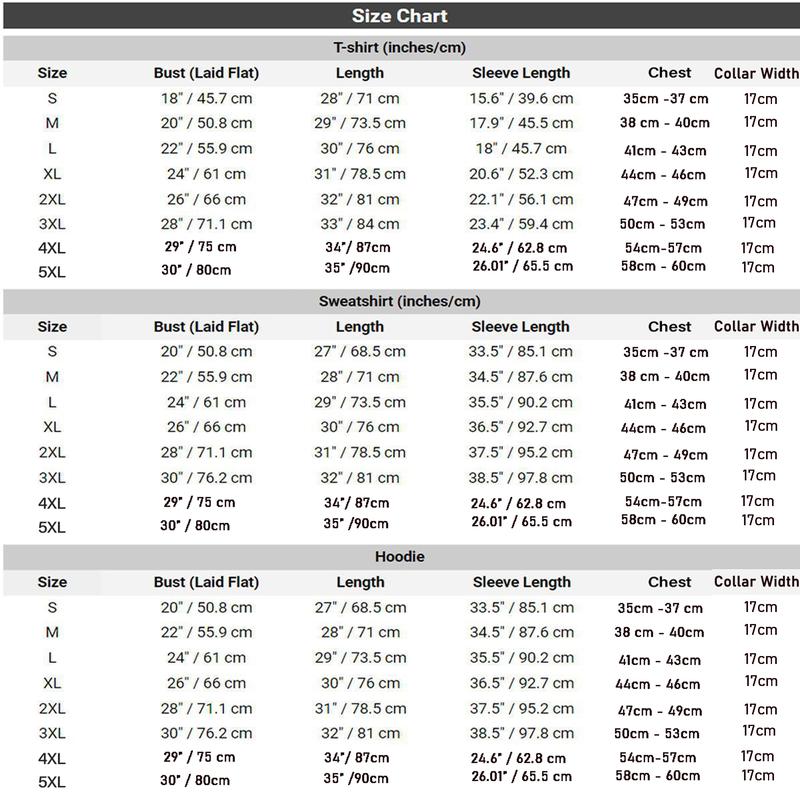 Size Chart
T-shirt (inches/cm)
Size Bust (Laid Flat) Length Sleeve Length Chest Collar Width
S 18" / 45.7 cm 28" / 71 cm 15.6" / 39.6 cm 35cm -37 cm 17cm
M 20" / 50.8 cm 29" / 73.5 cm 17.9" / 45.5 cm 38 cm - 40cm 17cm
L 22" / 55.9 cm 30" / 76 cm 18" / 45.7 cm 41cm - 43cm 17cm
XL 24" / 61 cm 31" / 78.5 cm 20.6" / 52.3 cm 44cm - 46cm 17cm
2XL 26" / 66 cm 32" / 81 cm 22.1" / 56.1 cm 47cm - 49cm 17cm
3XL 28" / 71.1 cm 33" / 84 cm 23.4" / 59.4 cm 50cm - 53cm 17cm
4XL 29" / 75 cm 34"/ 87cm 24.6" / 62.8 cm 54cm-57cm 17cm
5XL 30" / 80cm 35" /90cm 26.01" / 65.5 cm 58cm - 60cm 17cm
Sweatshirt (inches/cm)
Size Bust (Laid Flat) Length Sleeve Length Chest Collar Width
S 20" / 50.8 cm 27" / 68.5 cm 33.5" / 85.1 cm 35cm -37 cm 17cm
M 22" / 55.9 cm 28" / 71 cm 34.5" / 87.6 cm 38 cm - 40cm 17cm
L 24" / 61 cm 29" / 73.5 cm 35.5" / 90.2 cm 41cm - 43cm 17cm
XL 26" / 66 cm 30" / 76 cm 36.5" / 92.7 cm 44cm - 46cm 17cm
2XL 28" / 71.1 cm 31" / 78.5 cm 37.5" / 95.2 cm 47cm - 49cm 17cm
3XL 30" / 76.2 cm 32" / 81 cm 38.5" / 97.8 cm 50cm - 53cm 17cm
4XL 29" / 75 cm 34"/ 87cm 24.6" / 62.8 cm 54cm-57cm 17cm
5XL 30" / 80cm 35" /90cm 26.01" / 65.5 cm 58cm - 60cm 17cm
Hoodie
Size Bust (Laid Flat) Length Sleeve Length Chest Collar Width
S 20" / 50.8 cm 27" / 68.5 cm 33.5" / 85.1 cm 35cm -37 cm 17cm
M 22" / 55.9 cm 28" / 71 cm 34.5" / 87.6 cm 38 cm - 40cm 17cm
L 24" / 61 cm 29" / 73.5 cm 35.5" / 90.2 cm 41cm - 43cm 17cm
XL 26" / 66 cm 30" / 76 cm 36.5" / 92.7 cm 44cm - 46cm 17cm
2XL 28" / 71.1 cm 31" / 78.5 cm 37.5" / 95.2 cm 47cm - 49cm 17cm
3XL 30" / 76.2 cm 32" / 81 cm 38.5" / 97.8 cm 50cm - 53cm 17cm
4XL 29" / 75 cm 34"/ 87cm 24.6" / 62.8 cm 54cm-57cm 17cm
5XL 30" / 80cm 35" /90cm 26.01" / 65.5 cm 58cm - 60cm 17cm